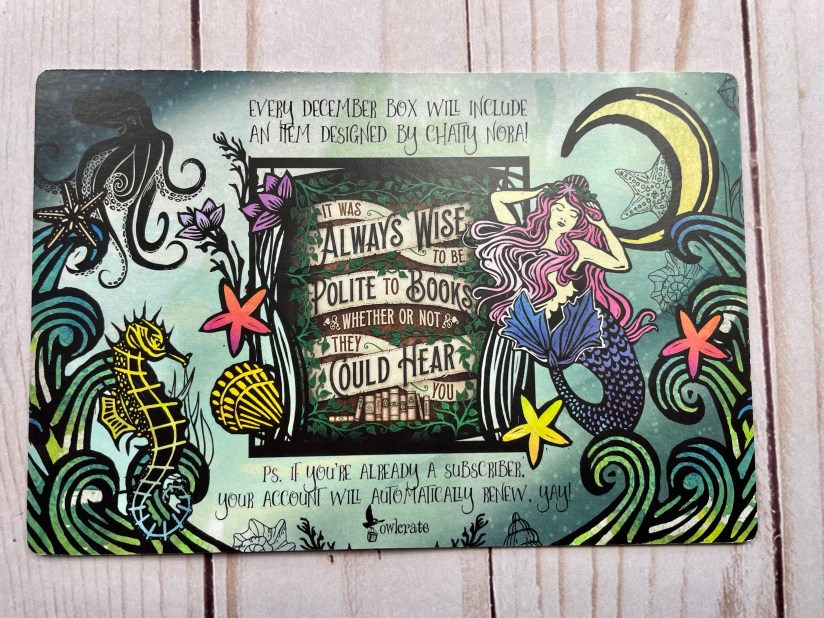 EVERY DECEMBER BOX WILL INCLUDE
AN ITEM DESIGNED BY CHATTY NORA!
IT WAS
ALWAYS WISE
TO BE
POLITE TO BOOKS
WHETHER OR NOT
THEY
COULD HEAR
YOU
PS. IF YOU'RE ALREADY A SUBSCRIBER,
YOUR ACCOUNT WILL AUTOMATICALLY RENEW. YAY!
owlcrate